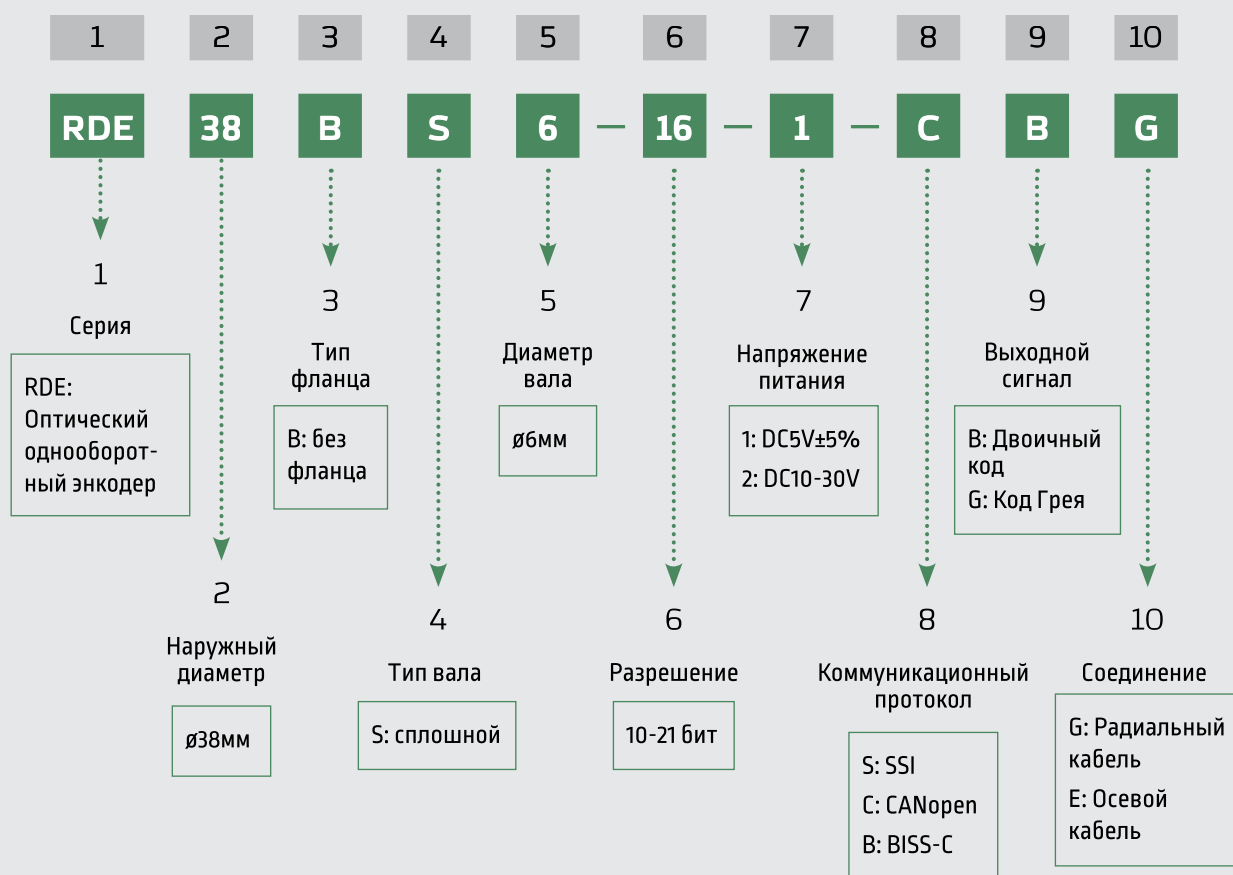 1 2 3 4 5 6 7 8 9 10
RDE 38 B S 6 — 16 — 1 — C B G
1
Серия
RDE:
Оптический
однооборот-
ный энкодер
2
Наружный
диаметр
ø38мм
3
Тип
фланца
B: без
фланца
4
Тип вала
S: сплошной
5
Диаметр
вала
ø6мм
6
Разрешение
10-21 бит
7
Напряжение
питания
1: DC5V±5%
2: DC10-30V
8
Коммуникационный
протокол
S: SSI
C: CANopen
B: BISS-C
9
Выходной
сигнал
B: Двоичный
код
G: Код Грея
10
Соединение
G: Радиальный
кабель
E: Осевой
кабель